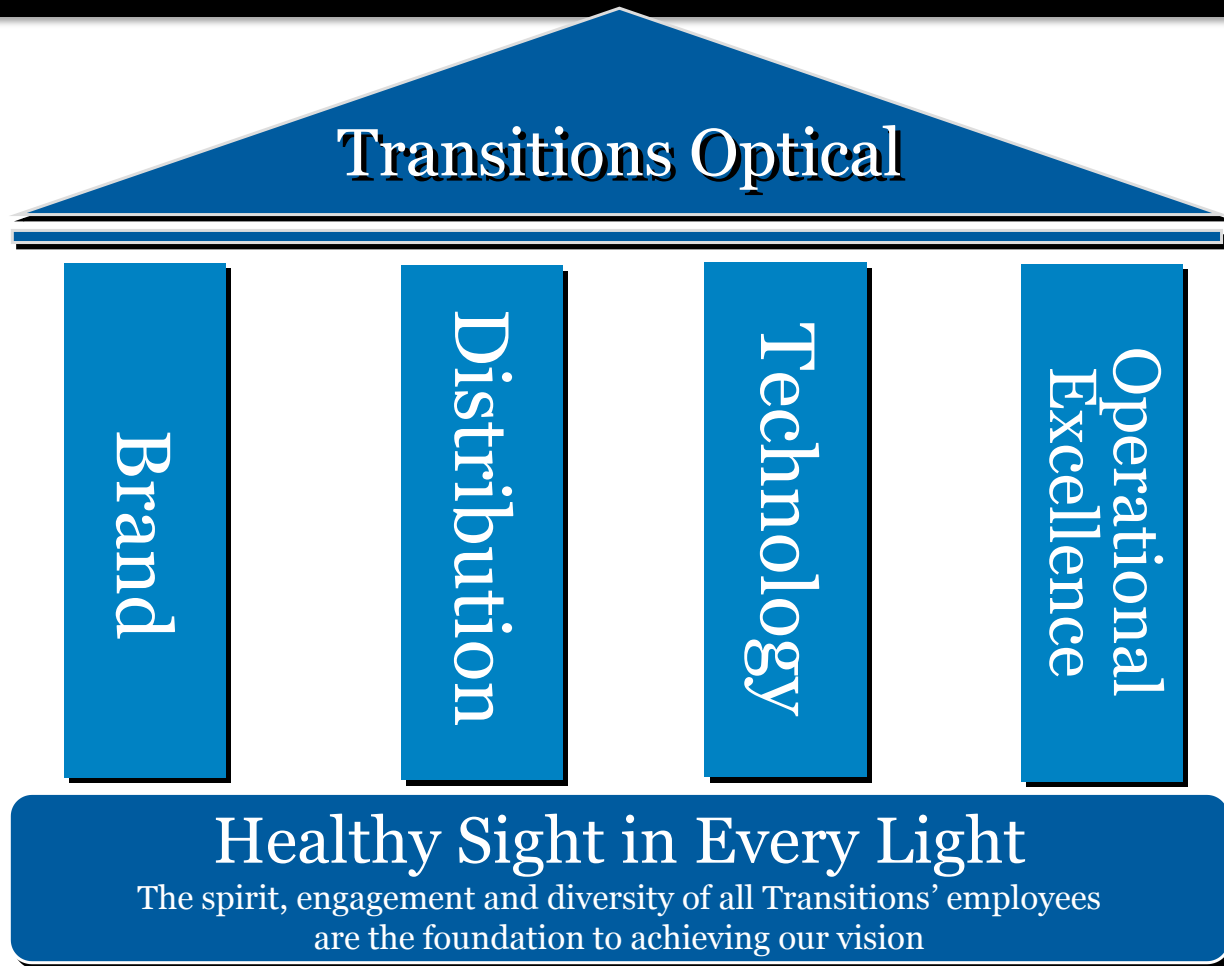 Transitions Optical
Brand
Distribution
Technology
Operational
Excellence
Healthy Sight in Every Light
The spirit, engagement and diversity of all Transitions’ employees
are the foundation to achieving our vision